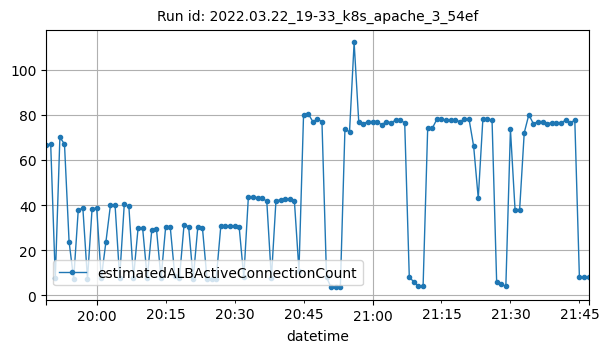 Run id: 2022.03.22_19-33_k8s_apache_3_54ef
100
80
60
40
20
0
estimatedALBActiveConnectionCount
20:00 20:15 20:30 20:45 21:00 21:15 21:30 21:45
datetime